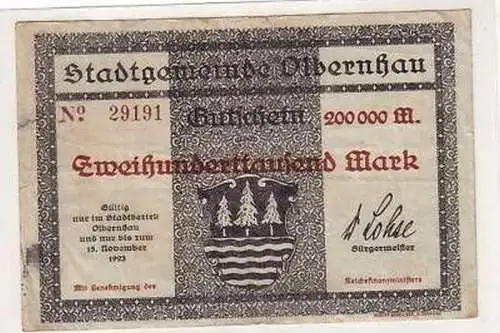 Stadtgemeinde Olbernhau
No. 29191 Gutschein 200000 M.
Zweihunderttausend Mark
Gültig
nur im Stadtbezirk
Olbernhau
und nur bis zum
15. November
1923
Dr Lohse
Bürgermeister
Mit Genehmigung des Reichsfinanzministers